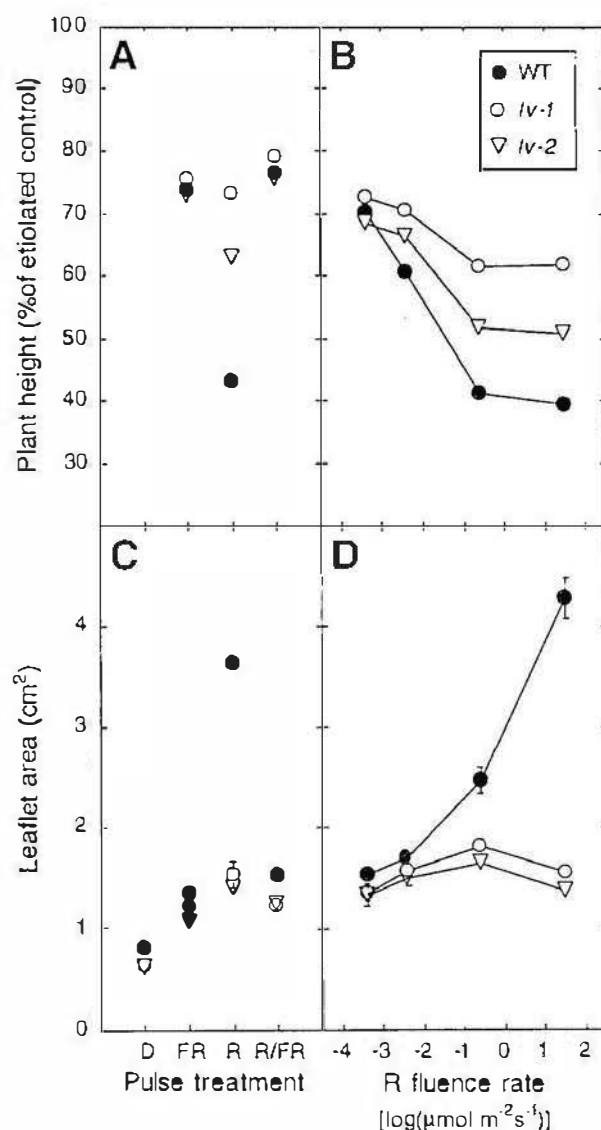 100
90
80
70
60
50
40
30
Plant height (%of etiolated control)
A
B
WT
lv-1
lv-2
C
D
4
3
2
1
0
Leaflet area (cm²)
D FR R R/FR
Pulse treatment
-4 -3 -2 -1 0 1 2
R fluence rate
[log(μmol m⁻²s⁻¹)]